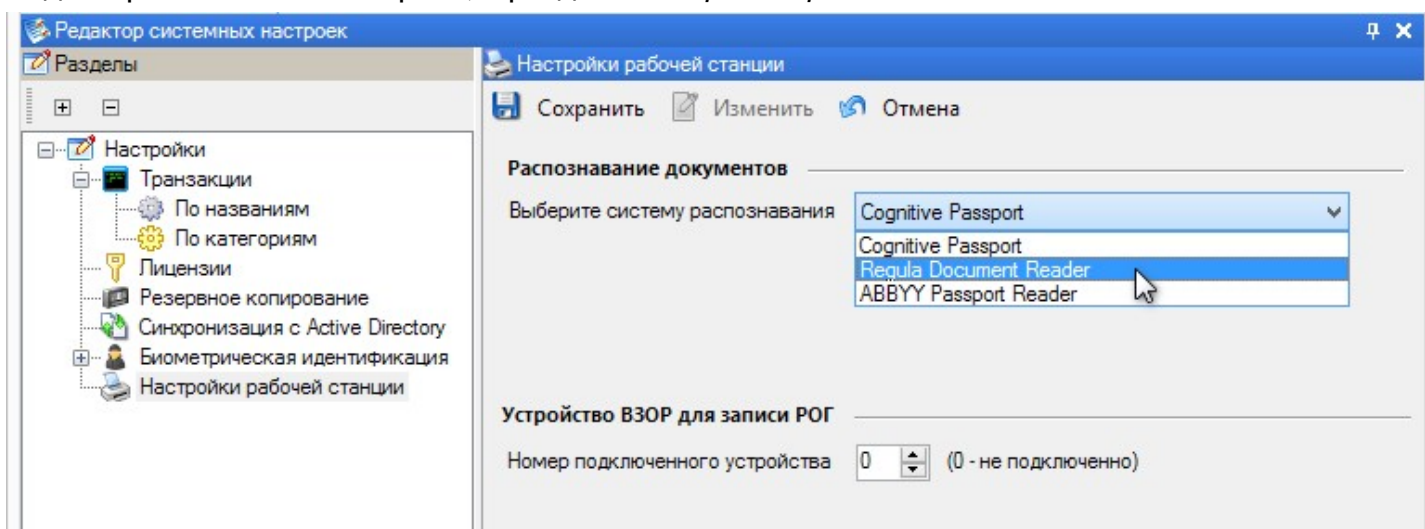 Редактор системных настроек
Разделы
Настройки
Транзакции
По названиям
По категориям
Лицензии
Резервное копирование
Синхронизация с Active Directory
Биометрическая идентификация
Настройки рабочей станции
Настройки рабочей станции
Сохранить Изменить Отмена
Распознавание документов
Выберите систему распознавания Cognitive Passport
Cognitive Passport
Regula Document Reader
ABBYY Passport Reader
Устройство ВЗОР для записи РОГ
Номер подключенного устройства 0 (0 - не подключенно)